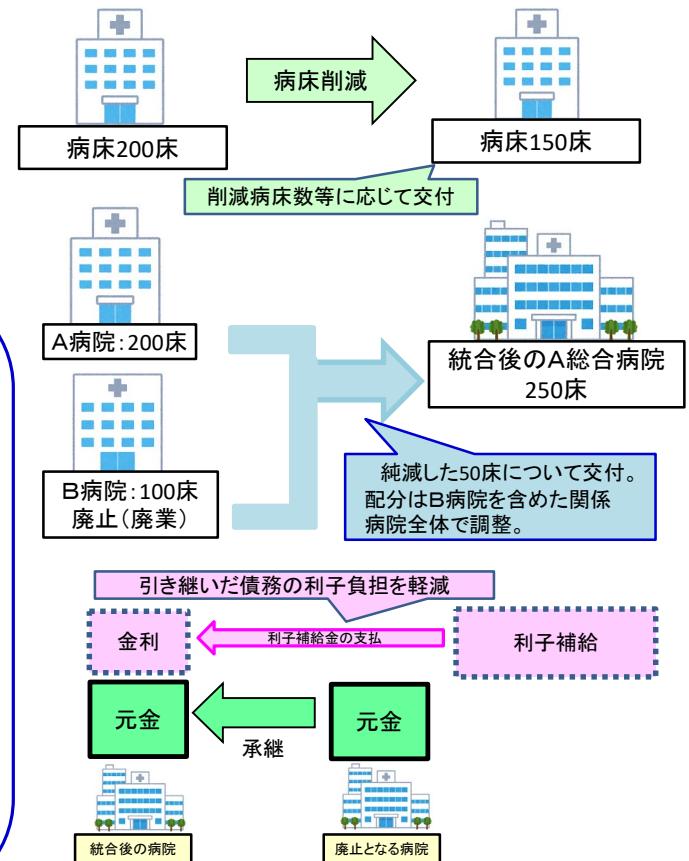 病床削減
病床200床
病床150床
削減病床数等に応じて交付
A病院:200床
統合後のA総合病院
250床
B病院:100床
廃止(廃業)
純減した50床について交付。
配分はB病院を含めた関係
病院全体で調整。
引き継いだ債務の利子負担を軽減
金利
利子補給金の支払
利子補給
元金
元金
承継
統合後の病院
廃止となる病院